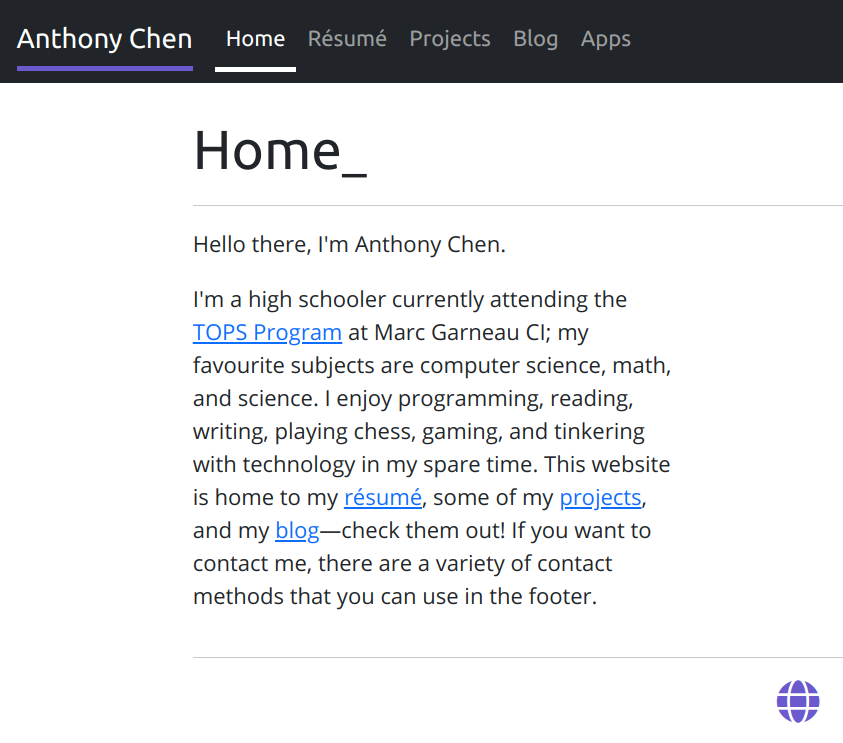 Anthony Chen Home Résumé Projects Blog Apps
Home_
Hello there, I'm Anthony Chen.
I'm a high schooler currently attending the
TOPS Program at Marc Garneau CI; my
favourite subjects are computer science, math,
and science. I enjoy programming, reading,
writing, playing chess, gaming, and tinkering
with technology in my spare time. This website
is home to my résumé, some of my projects,
and my blog—check them out! If you want to
contact me, there are a variety of contact
methods that you can use in the footer.